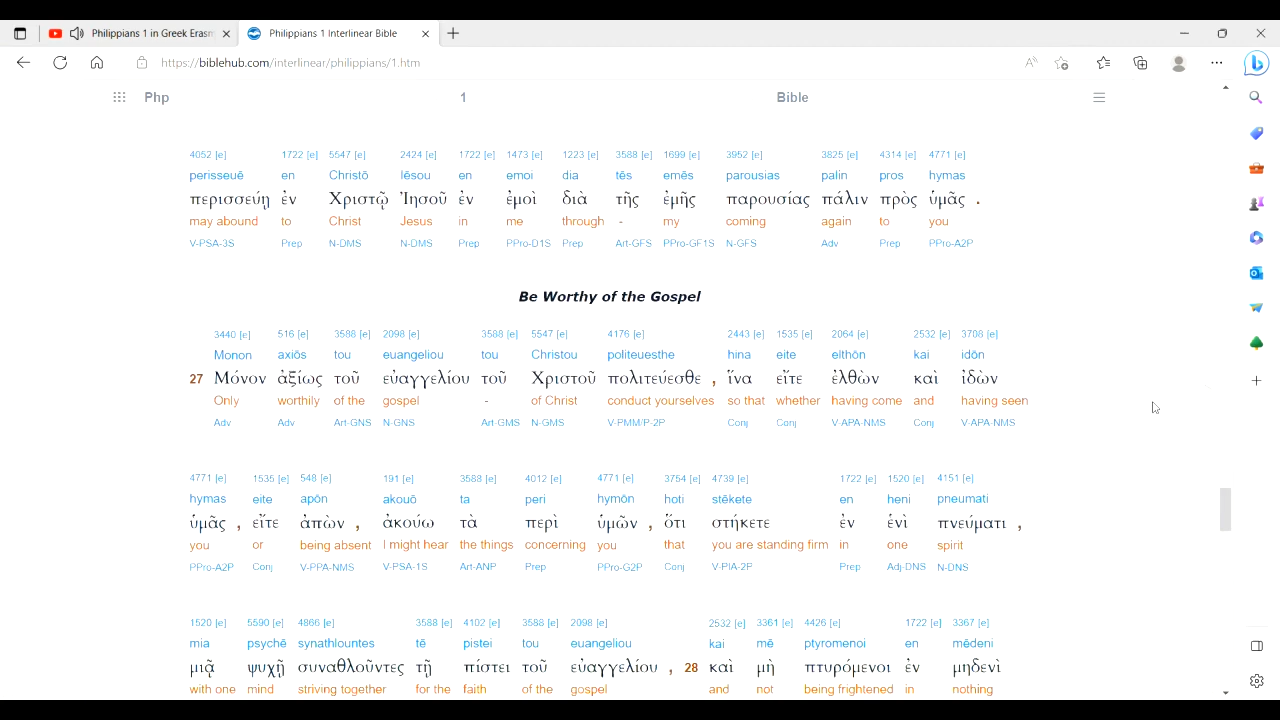 Philippians 1 in Greek Erasm
Philippians 1 Interlinear Bible
https://biblehub.com/interlinear/philippians/1.htm
Php 1 Bible
4052 [e] 1722 [e] 5547 [e] 2424 [e] 1722 [e] 1473 [e] 1223 [e] 3588 [e] 1699 [e] 3952 [e] 3825 [e] 4314 [e] 4771 [e]
perisseuē en Christō Iēsou en emoi dia tēs emēs parousias palin pros hymas
περισσεύῃ ἐν Χριστῷ Ἰησοῦ ἐν ἐμοὶ διὰ τῆς ἐμῆς παρουσίας πάλιν πρὸς ὑμᾶς .
may abound to Christ Jesus in me through - my coming again to you
V-PSA-3S Prep N-DMS N-DMS Prep PPro-D1S Prep Art-GFS PPro-GF1S N-GFS Adv Prep PPro-A2P
Be Worthy of the Gospel
3440 [e] 516 [e] 3588 [e] 2098 [e] 3588 [e] 5547 [e] 4176 [e] 2443 [e] 1535 [e] 2064 [e] 2532 [e] 3708 [e]
Monon axiōs tou euangeliou tou Christou politeuesthe hina eite elthōn kai idōn
27 Μόνον ἀξίως τοῦ εὐαγγελίου τοῦ Χριστοῦ πολιτεύεσθε , ἵνα εἴτε ἐλθὼν καὶ ἰδὼν
Only worthily of the gospel - of Christ conduct yourselves so that whether having come and having seen
Adv Adv Art-GNS N-GNS Art-GMS N-GMS V-PMM/P-2P Conj Conj V-APA-NMS Conj V-APA-NMS
4771 [e] 1535 [e] 548 [e] 191 [e] 3588 [e] 4012 [e] 4771 [e] 3754 [e] 4739 [e] 1722 [e] 1520 [e] 4151 [e]
hymas eite apōn akouō ta peri hymōn hoti stēkete en heni pneumati
ὑμᾶς , εἴτε ἀπὼν , ἀκούω τὰ περὶ ὑμῶν , ὅτι στήκετε ἐν ἑνὶ πνεύματι ,
you or being absent I might hear the things concerning you that you are standing firm in one spirit
PPro-A2P Conj V-PPA-NMS V-PSA-1S Art-ANP Prep PPro-G2P Conj V-PIA-2P Prep Adj-DNS N-DNS
1520 [e] 5590 [e] 4866 [e] 3588 [e] 4102 [e] 3588 [e] 2098 [e] 2532 [e] 3361 [e] 4426 [e] 1722 [e] 3367 [e]
mia psychē synathlountes tē pistei tou euangeliou kai mē ptyromenoi en mēdeni
μιᾷ ψυχῇ συναθλοῦντες τῇ πίστει τοῦ εὐαγγελίου , 28 καὶ μὴ πτυρόμενοι ἐν μηδενὶ
with one mind striving together for the faith of the gospel and not being frightened in nothing